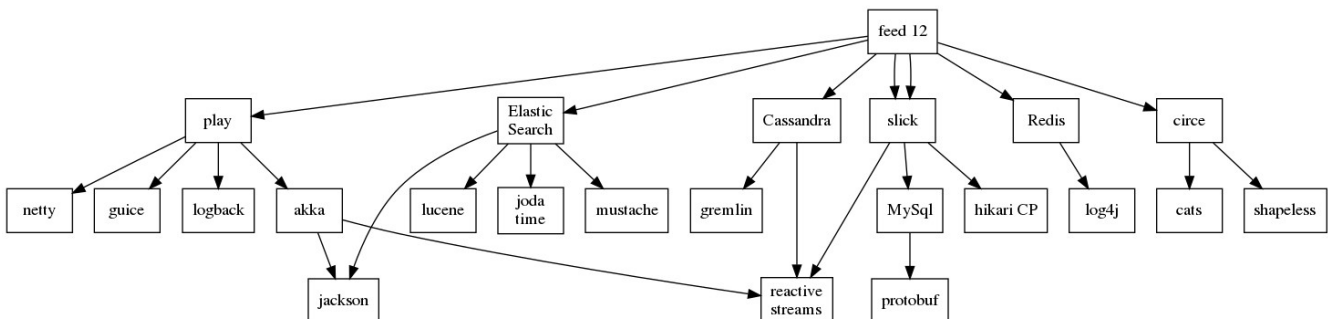 feed 12
play
Elastic
Search
Cassandra
slick
Redis
circe
netty
guice
logback
akka
lucene
joda
time
mustache
gremlin
MySql
hikari CP
log4j
cats
shapeless
jackson
reactive
streams
protobuf